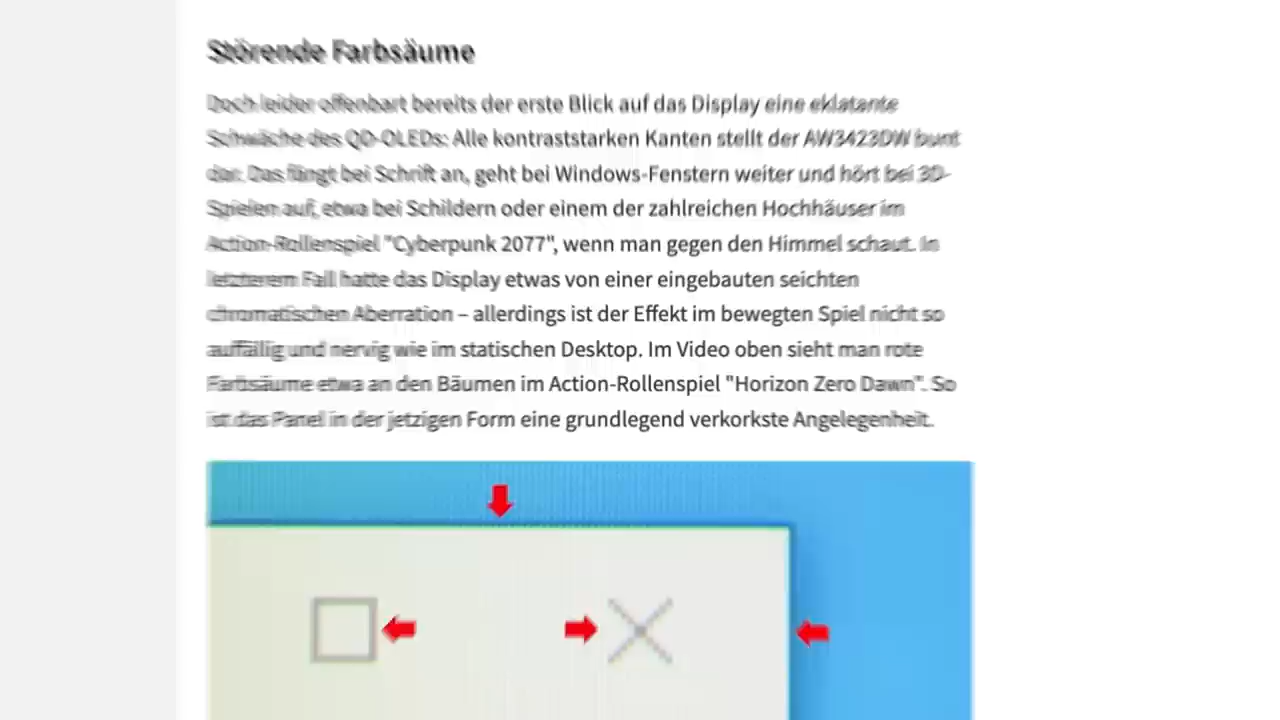 Störende Farbsäume
Doch leider offenbart bereits der erste Blick auf das Display eine eklatante
Schwäche des QD-OLEDs: Alle kontraststarken Kanten stellt der AW3423DW bunt
dar. Das fängt bei Schrift an, geht bei Windows-Fenstern weiter und hört bei 3D-
Spielen auf, etwa bei Schildern oder einem der zahlreichen Hochhäuser im
Action-Rollenspiel "Cyberpunk 2077", wenn man gegen den Himmel schaut. In
letzterem Fall hatte das Display etwas von einer eingebauten seichten
chromatischen Aberration – allerdings ist der Effekt im bewegten Spiel nicht so
auffällig und nervig wie im statischen Desktop. Im Video oben sieht man rote
Farbsäume etwa an den Bäumen im Action-Rollenspiel "Horizon Zero Dawn". So
ist das Panel in der jetzigen Form eine grundlegend verkorkste Angelegenheit.